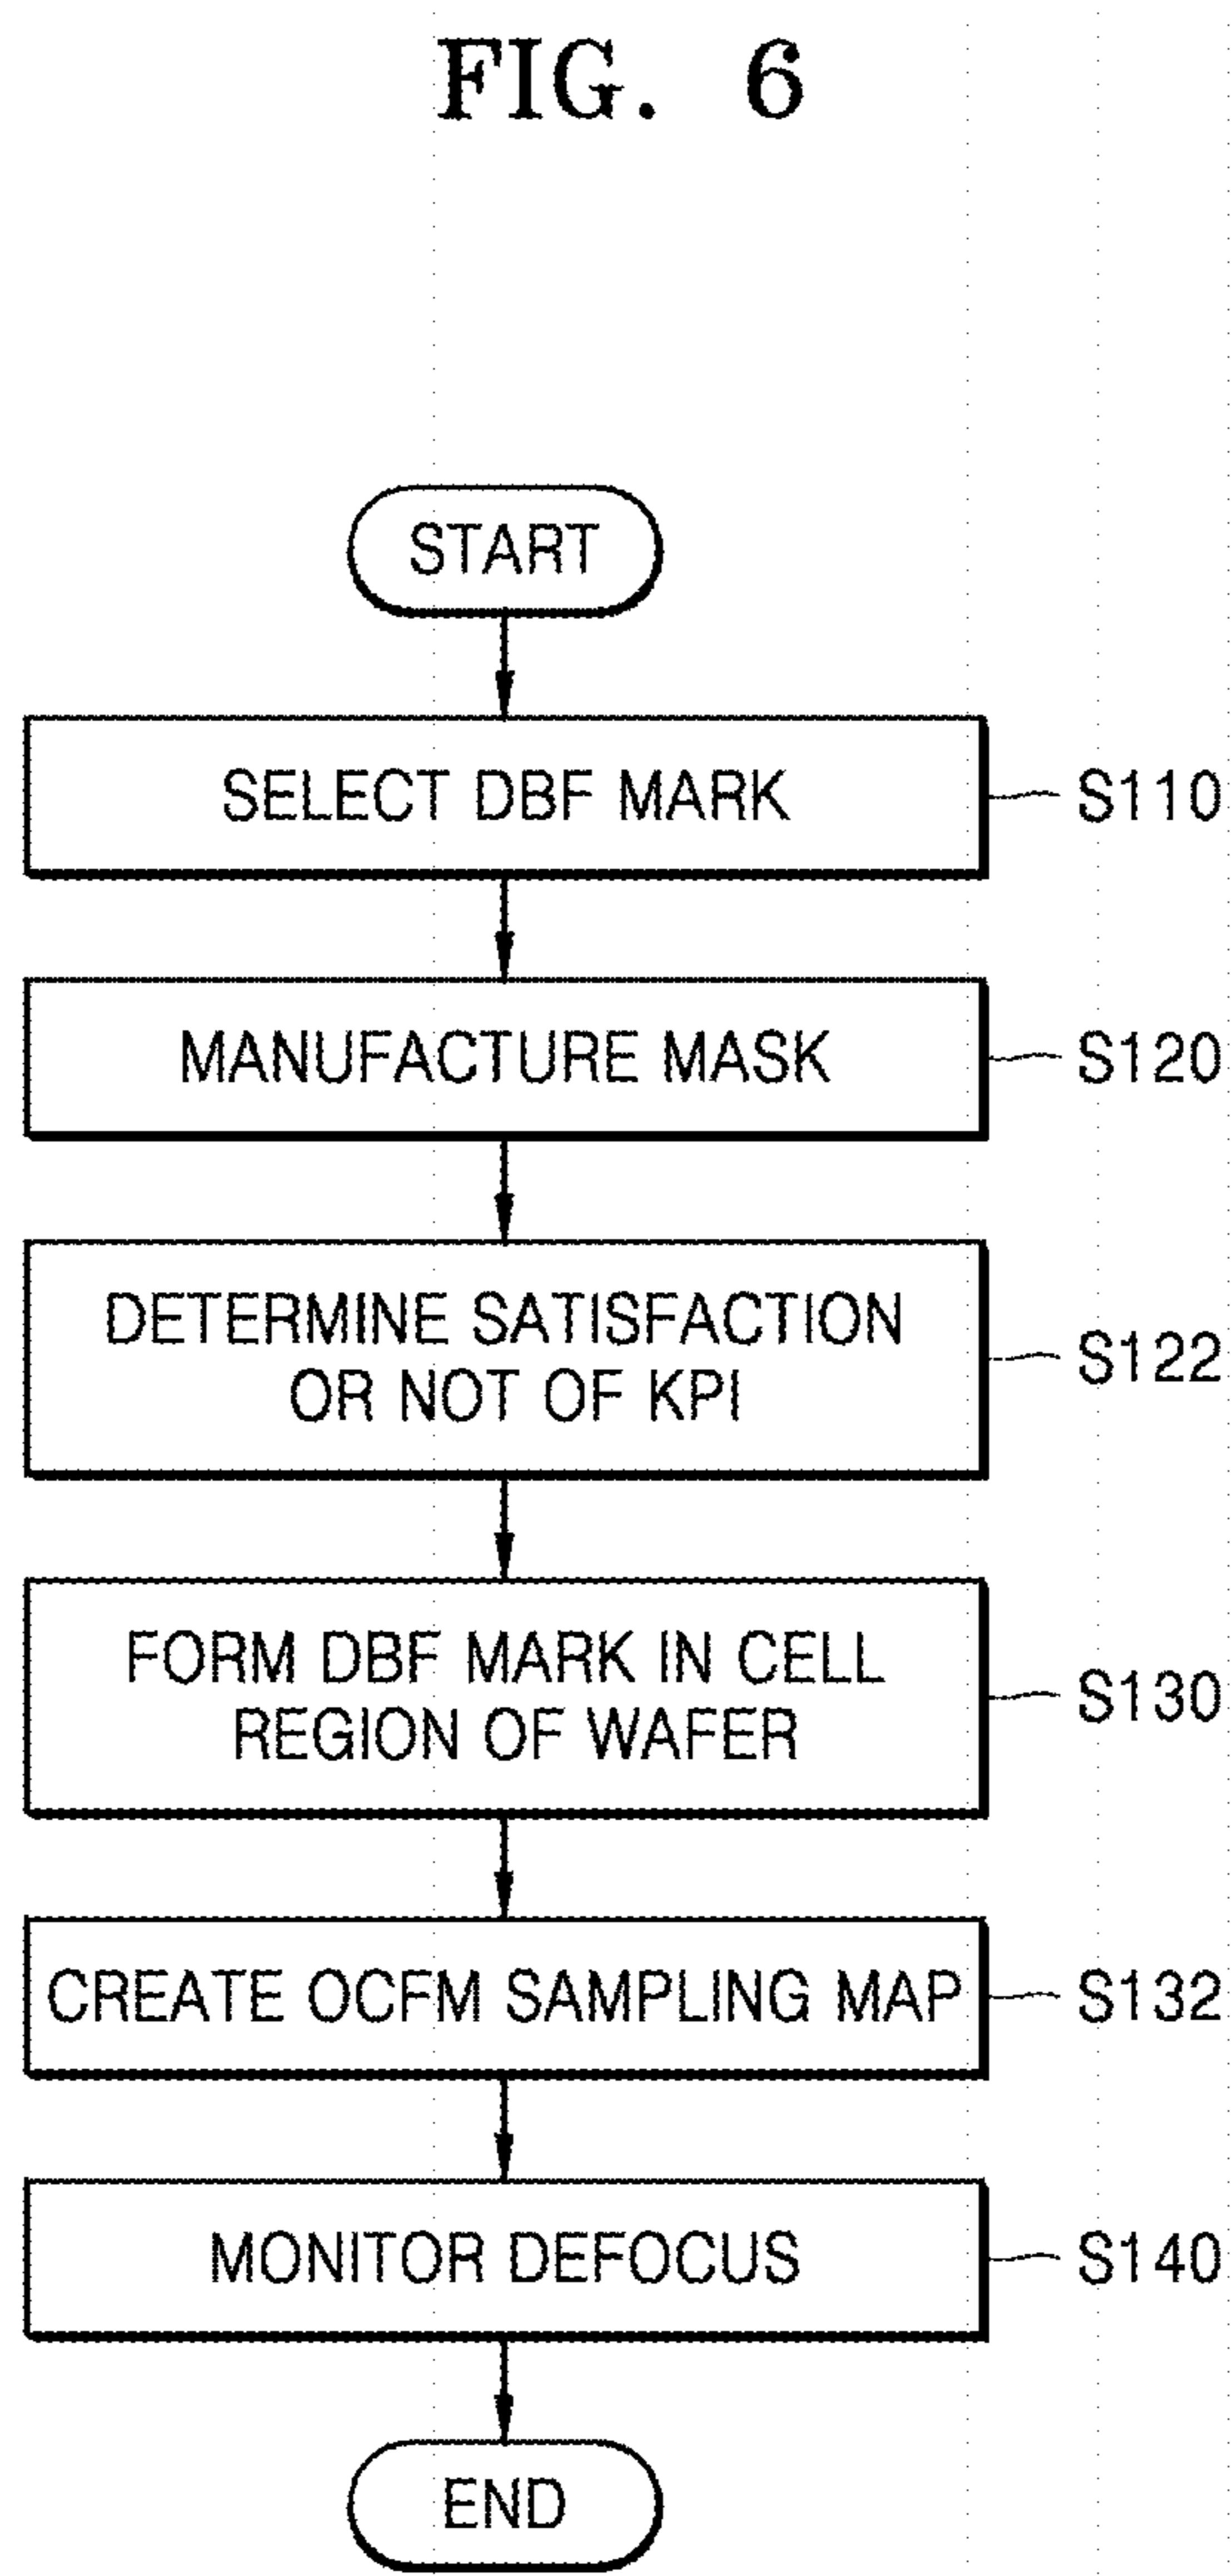 FIG. 6
START
SELECT DBF MARK S110
MANUFACTURE MASK S120
DETERMINE SATISFACTION
OR NOT OF KPI S122
FORM DBF MARK IN CELL
REGION OF WAFER S130
CREATE OCFM SAMPLING MAP S132
MONITOR DEFOCUS S140
END